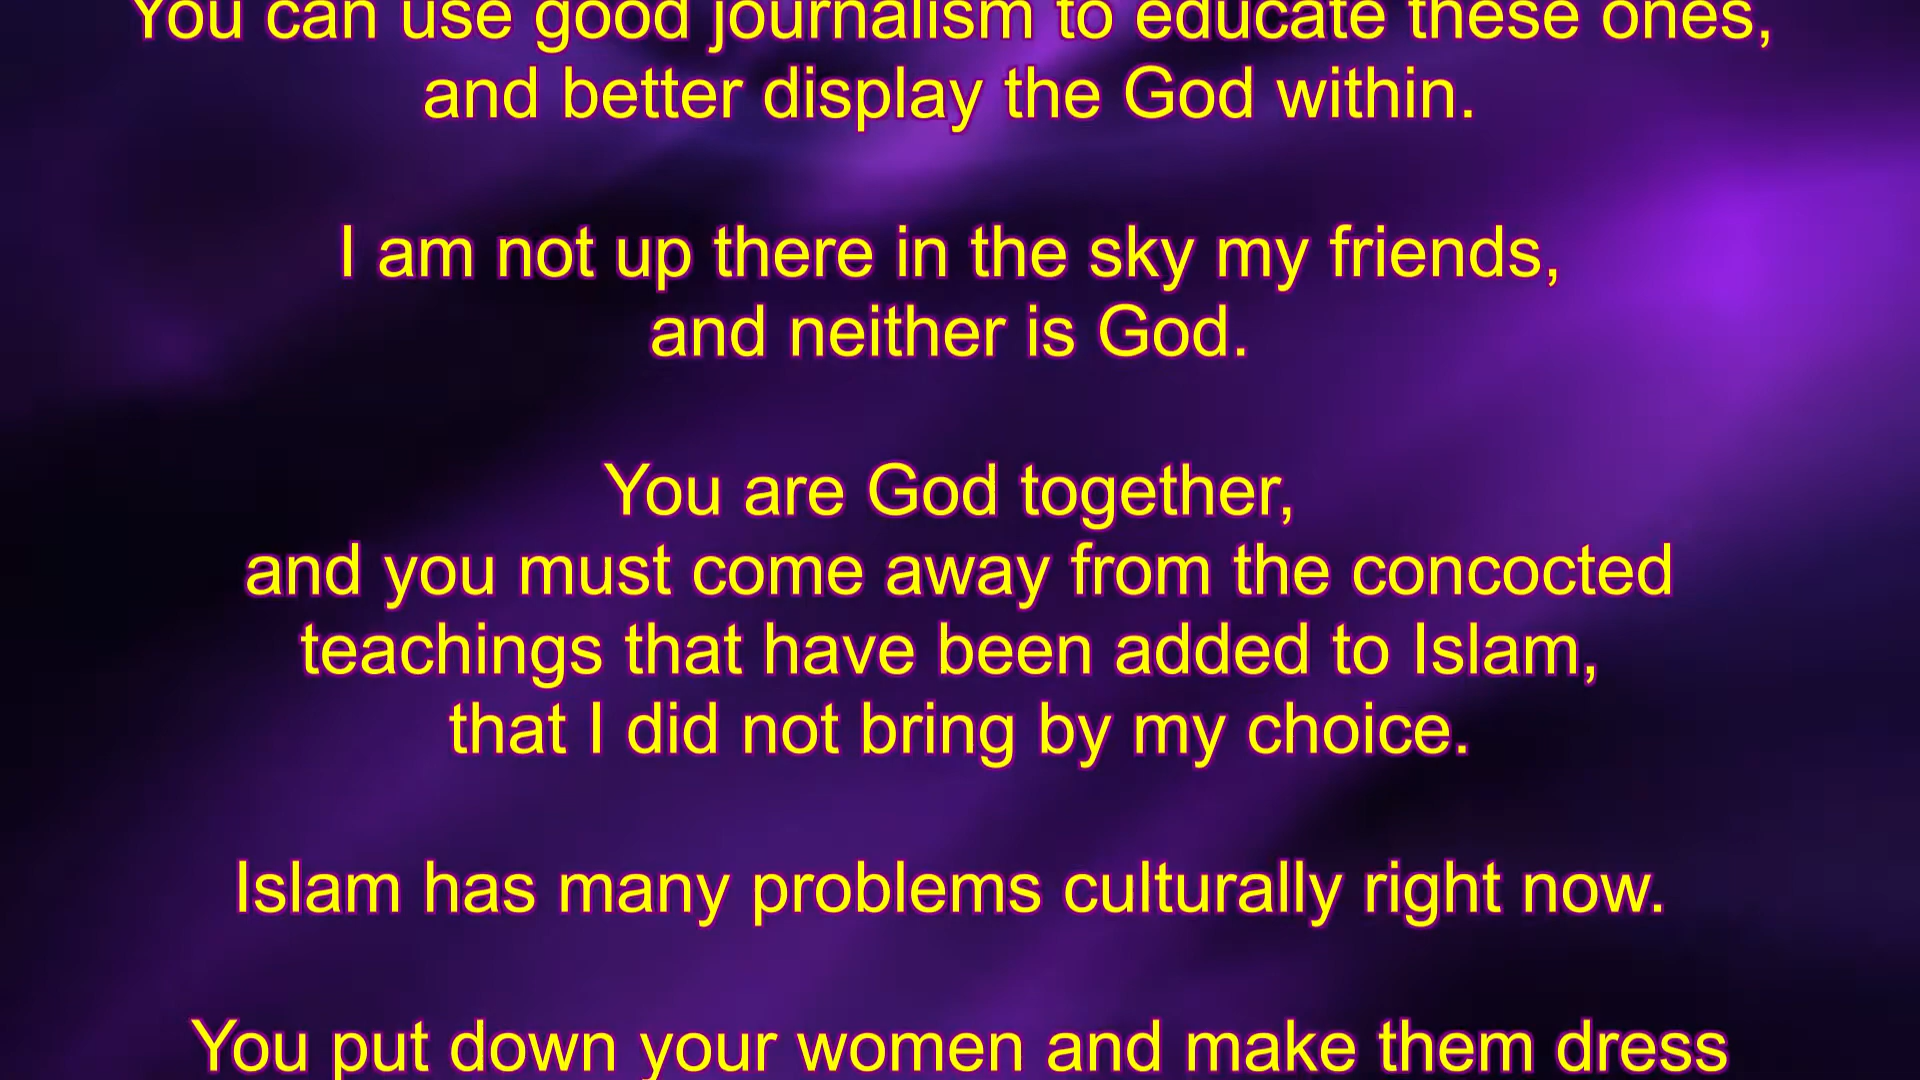 You can use good journalism to educate these ones,
and better display the God within.
I am not up there in the sky my friends,
and neither is God.
You are God together,
and you must come away from the concocted
teachings that have been added to Islam,
that I did not bring by my choice.
Islam has many problems culturally right now.
You put down your women and make them dress